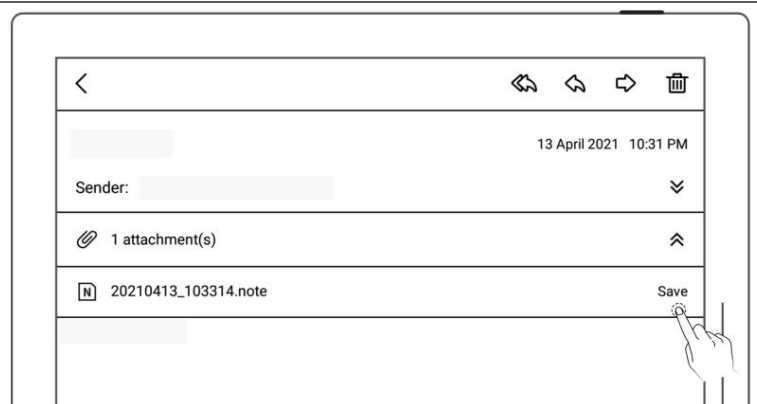 13 April 2021 10:31 PM
Sender:
1 attachment(s)
N 20210413_103314.note Save